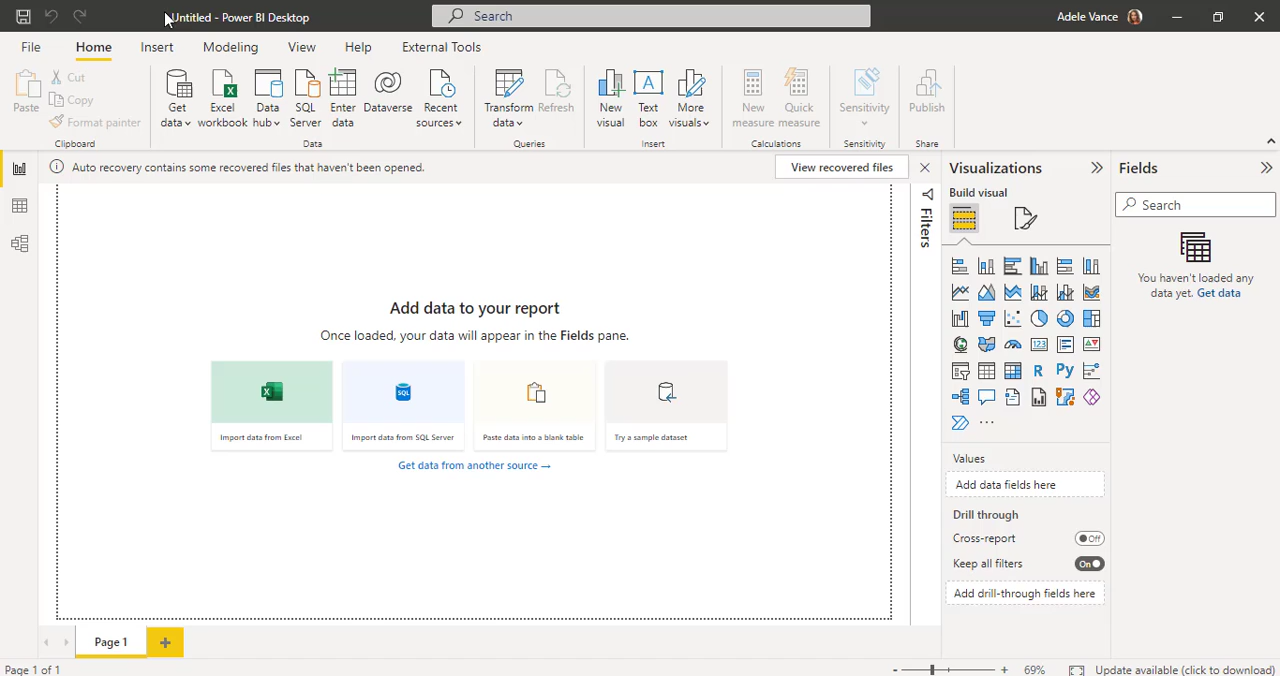 Untitled - Power BI Desktop
Search
Adele Vance
File Home Insert Modeling View Help External Tools
Paste
Cut
Copy
Format painter
Clipboard
Get data
Excel workbook
Data hub
SQL Server
Enter data
Dataverse
Recent sources
Data
Transform data
Refresh
Queries
New visual
Text box
More visuals
Insert
New measure
Quick measure
Calculations
Sensitivity
Sensitivity
Publish
Share
Auto recovery contains some recovered files that haven't been opened.
View recovered files
Filters
Add data to your report
Once loaded, your data will appear in the Fields pane.
X
SQL
Import data from Excel
Import data from SQL Server
Paste data into a blank table
Try a sample dataset
Get data from another source →
Visualizations
Build visual
123
R
Py
Values
Add data fields here
Drill through
Cross-report
Off
Keep all filters
On
Add drill-through fields here
Fields
Search
You haven't loaded any
data yet. Get data
Page 1
Page 1 of 1
- + 69%
Update available (click to download)